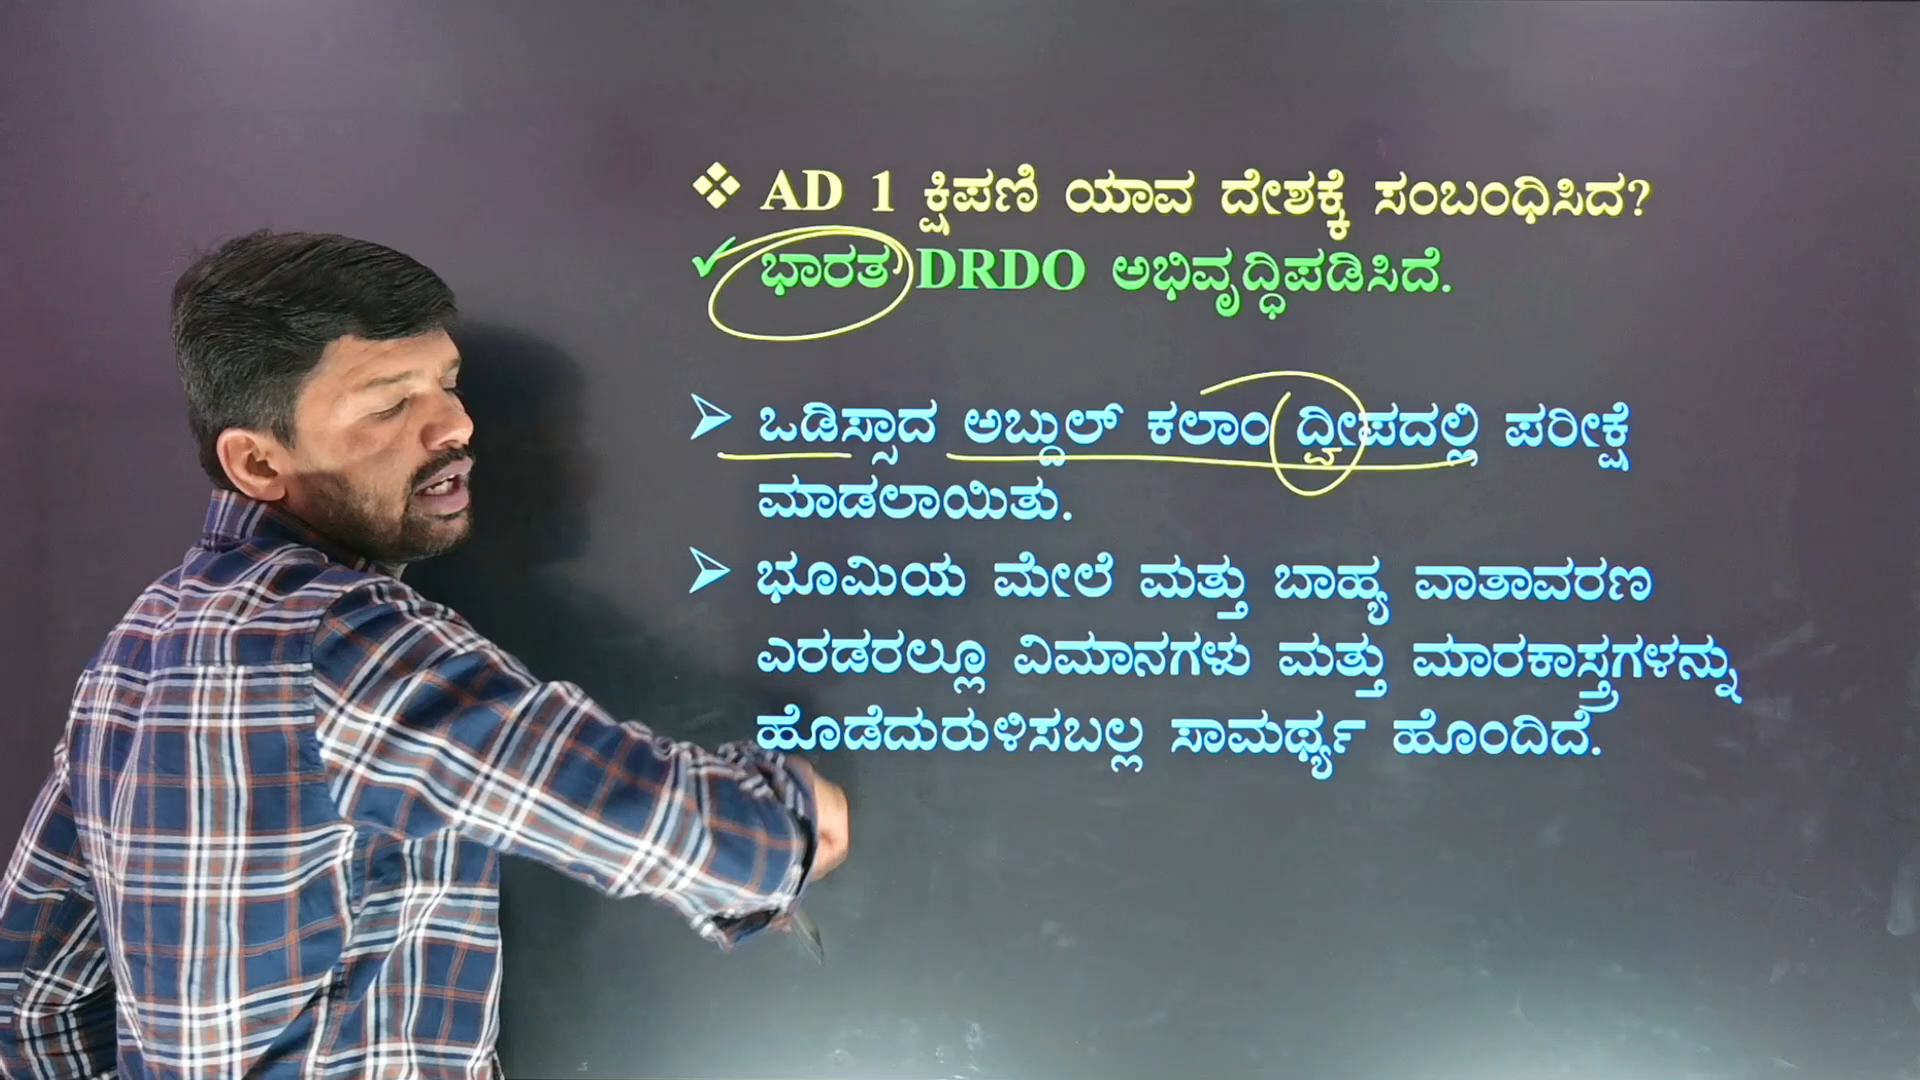 ❖ AD 1 ಕ್ಷಿಪಣಿ ಯಾವ ದೇಶಕ್ಕೆ ಸಂಬಂಧಿಸಿದ?
✓ ಭಾರತ DRDO ಅಭಿವೃದ್ಧಿಪಡಿಸಿದೆ.
➢ ಒಡಿಸ್ಸಾದ ಅಬ್ದುಲ್ ಕಲಾಂ ದ್ವೀಪದಲ್ಲಿ ಪರೀಕ್ಷೆ
ಮಾಡಲಾಯಿತು.
➢ ಭೂಮಿಯ ಮೇಲೆ ಮತ್ತು ಬಾಹ್ಯ ವಾತಾವರಣ
ಎರಡರಲ್ಲೂ ವಿಮಾನಗಳು ಮತ್ತು ಮಾರಕಾಸ್ತ್ರಗಳನ್ನು
ಹೊಡೆದುರುಳಿಸಬಲ್ಲ ಸಾಮರ್ಥ್ಯ ಹೊಂದಿದೆ.